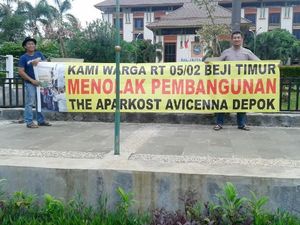 KAMI WARGA RT 05/02 BEJI TIMUR
MENOLAK PEMBANGUNAN
THE APARKOST AVICENNA DEPOK